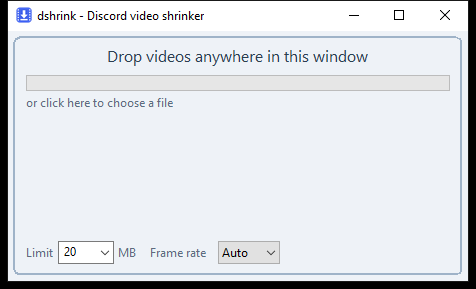 dshrink - Discord video shrinker
Drop videos anywhere in this window
or click here to choose a file
Limit 20 MB Frame rate Auto